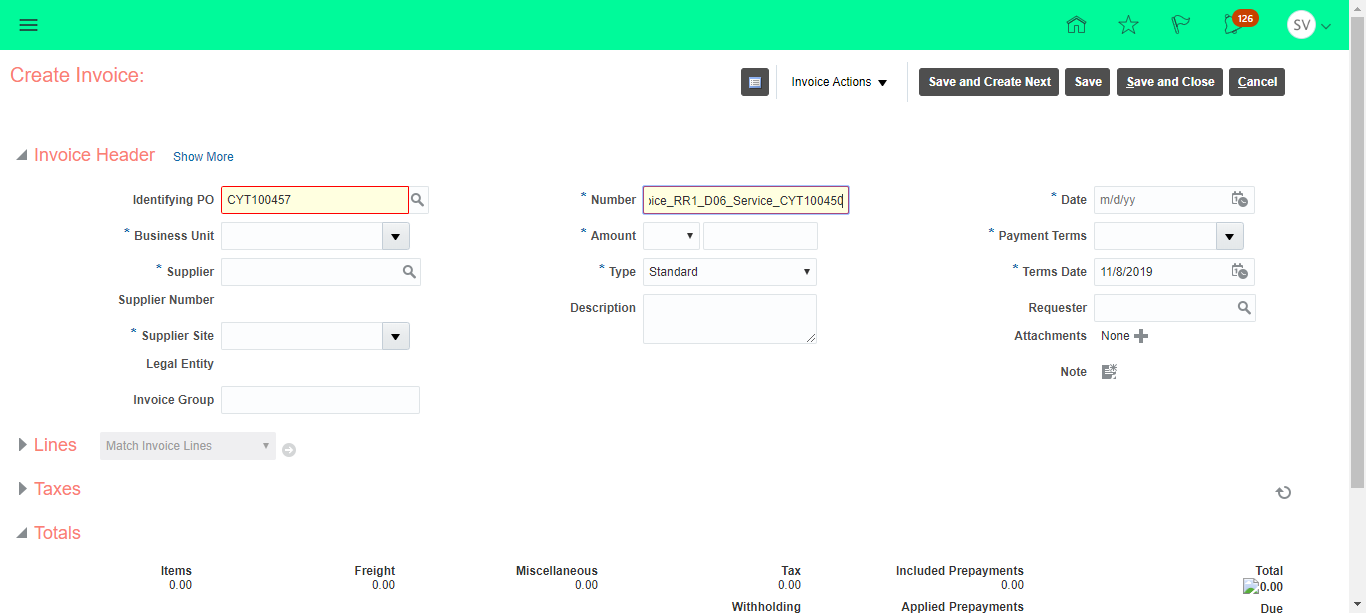 126
SV
Create Invoice:
Invoice Actions
Save and Create Next
Save
Save and Close
Cancel
Invoice Header
Show More
Identifying PO CYT100457
* Business Unit
* Supplier
Supplier Number
* Supplier Site
Legal Entity
Invoice Group
* Number oice_RR1_D06_Service_CYT100450
* Amount
* Type Standard
Description
* Date m/d/yy
* Payment Terms
* Terms Date 11/8/2019
Requester
Attachments None
Note
Lines Match Invoice Lines
Taxes
Totals
Items Freight Miscellaneous Tax Included Prepayments Total
0.00 0.00 0.00 0.00 0.00 0.00
Withholding Applied Prepayments Due